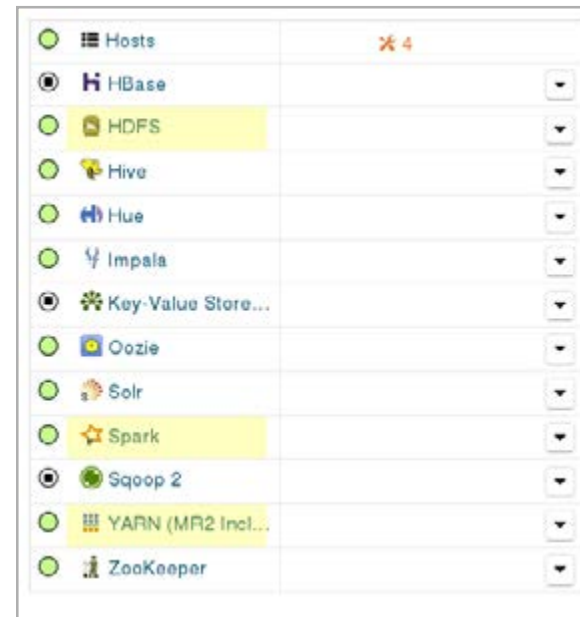 Hosts 4
HBase
HDFS
Hive
Hue
Impala
Key-Value Store...
Oozie
Solr
Spark
Sqoop 2
YARN (MR2 Incl...
ZooKeeper